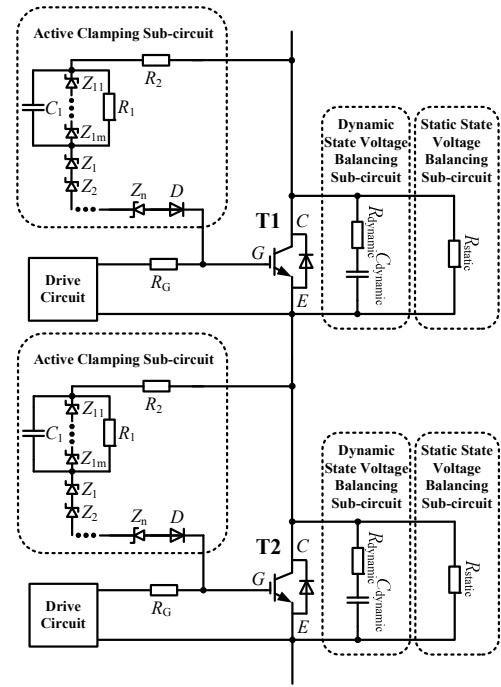 Active Clamping Sub-circuit
R2
Z11
C1
R1
Z1m
Z1
Z2
Zn
D
Dynamic
State Voltage
Balancing
Sub-circuit
Static State
Voltage
Balancing
Sub-circuit
T1
C
G
E
Rdynamic
Cdynamic
Rstatic
Drive
Circuit
RG
Active Clamping Sub-circuit
R2
Z11
C1
R1
Z1m
Z1
Z2
Zn
D
Dynamic
State Voltage
Balancing
Sub-circuit
Static State
Voltage
Balancing
Sub-circuit
T2
C
G
E
Rdynamic
Cdynamic
Rstatic
Drive
Circuit
RG